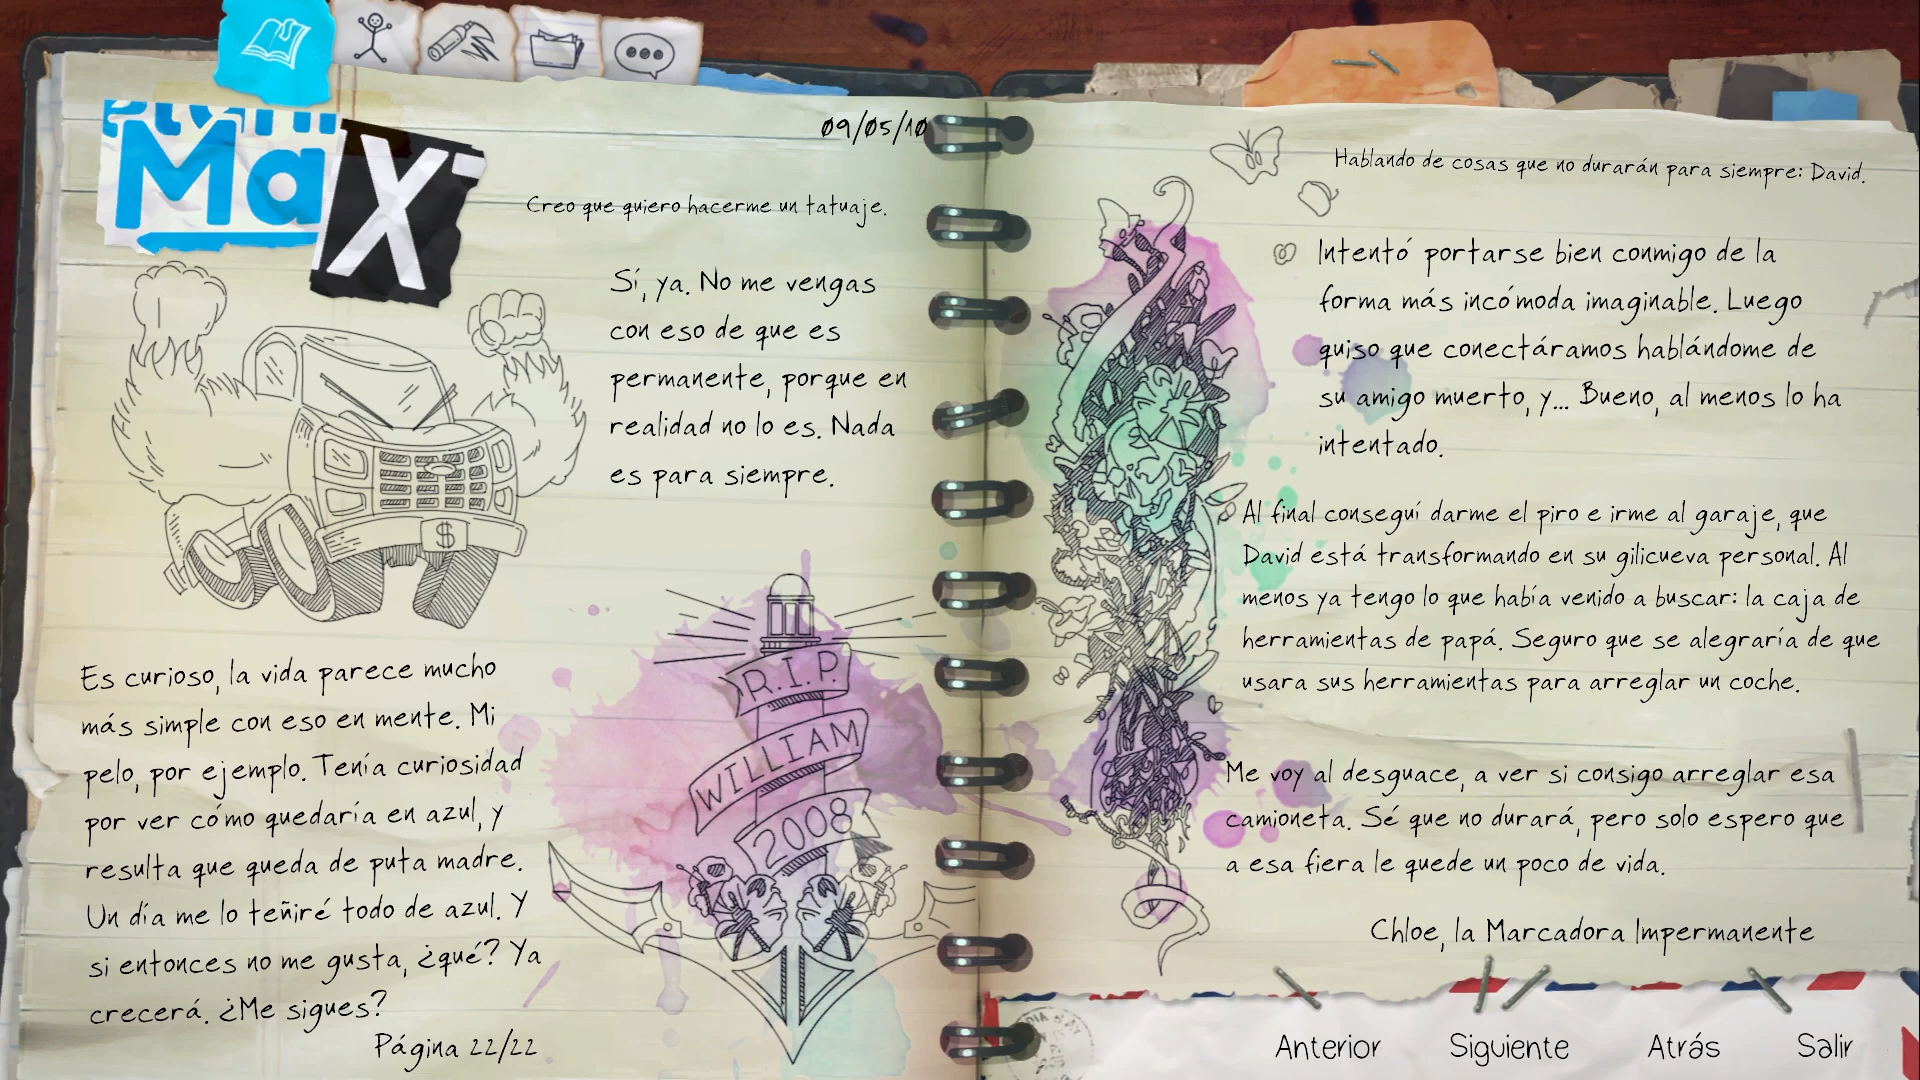 Max
09/05/10
Creo que quiero hacerme un tatuaje.
Sí, ya. No me vengas
con eso de que es
permanente, porque en
realidad no lo es. Nada
es para siempre.
$
Es curioso, la vida parece mucho
más simple con eso en mente. Mi
pelo, por ejemplo. Tenía curiosidad
por ver cómo quedaría en azul, y
resulta que queda de puta madre.
Un día me lo teñiré todo de azul. Y
si entonces no me gusta, ¿qué? Ya
crecerá. ¿Me sigues?
R.I.P.
WILLIAM
2008
Página 22/22
Hablando de cosas que no durarán para siempre: David.
Intentó portarse bien conmigo de la
forma más incómoda imaginable. Luego
quiso que conectáramos hablándome de
su amigo muerto, y... Bueno, al menos lo ha
intentado.
Al final conseguí darme el piro e irme al garaje, que
David está transformando en su gilicueva personal. Al
menos ya tengo lo que había venido a buscar: la caja de
herramientas de papá. Seguro que se alegraría de que
usara sus herramientas para arreglar un coche.
Me voy al desguace, a ver si consigo arreglar esa
camioneta. Sé que no durará, pero solo espero que
a esa fiera le quede un poco de vida.
Chloe, la Marcadora Impermanente
Anterior Siguiente Atrás Salir